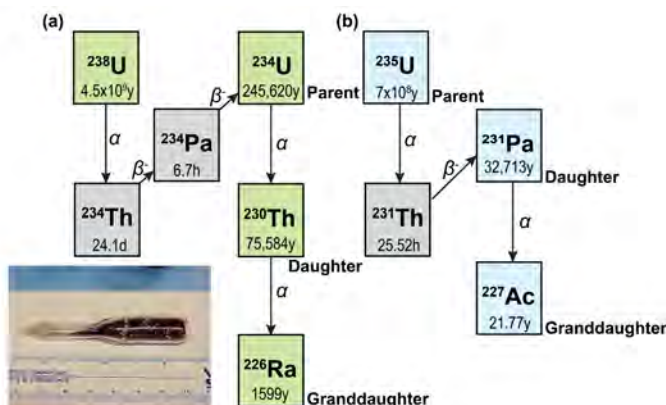 (a)
(b)
²³⁸U
4.5x10⁹y
²³⁴U
245,620y
Parent
²³⁵U
7x10⁸y
Parent
β⁻
²³⁴Pa
6.7h
α
α
α
β⁻
²³¹Pa
32,713y
Daughter
β⁻
²³⁴Th
24.1d
²³⁰Th
75,584y
Daughter
²³¹Th
25.52h
α
α
²²⁷Ac
21.77y
Granddaughter
²²⁶Ra
1599y
Granddaughter